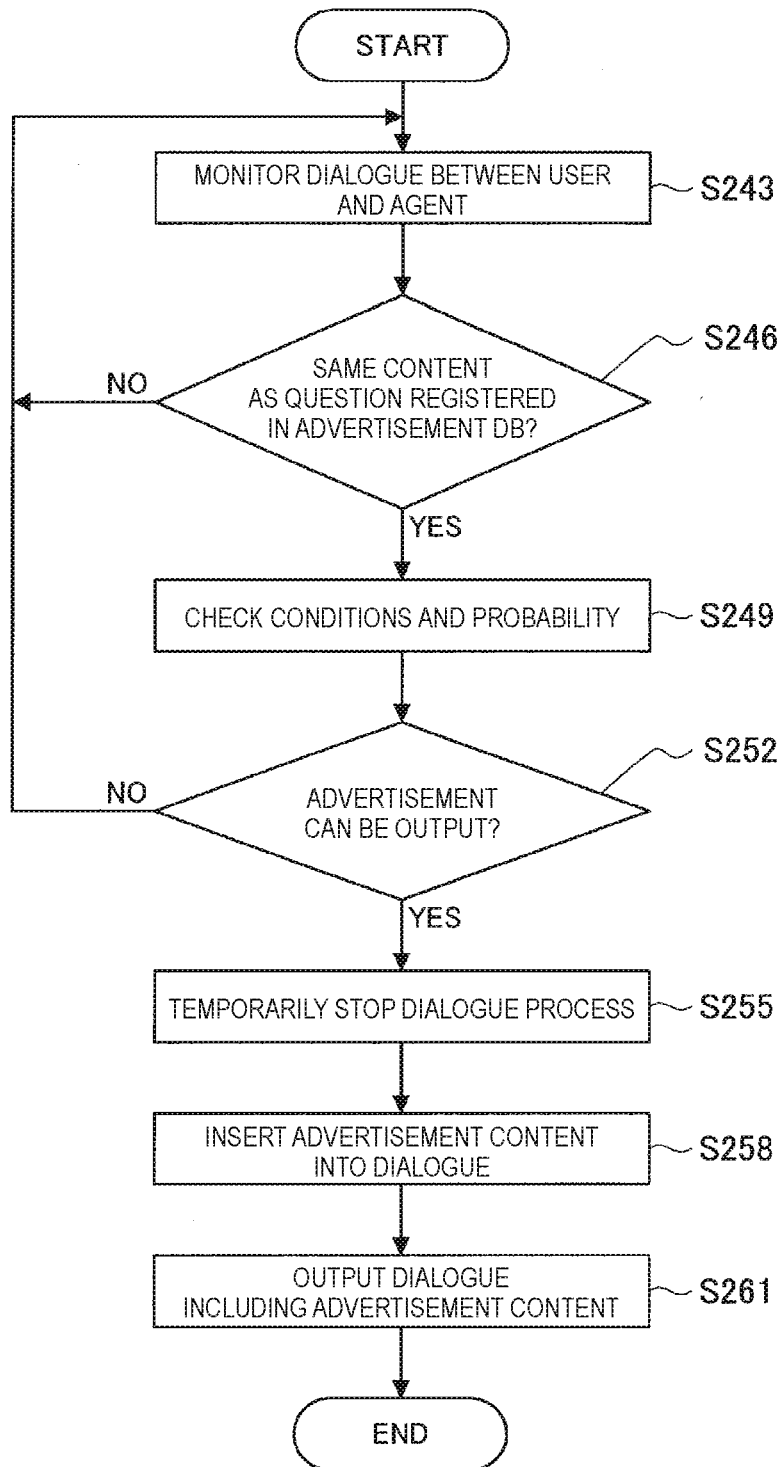 START
MONITOR DIALOGUE BETWEEN USER
AND AGENT
S243
SAME CONTENT
AS QUESTION REGISTERED
IN ADVERTISEMENT DB?
S246
NO
YES
CHECK CONDITIONS AND PROBABILITY
S249
ADVERTISEMENT
CAN BE OUTPUT?
S252
NO
YES
TEMPORARILY STOP DIALOGUE PROCESS
S255
INSERT ADVERTISEMENT CONTENT
INTO DIALOGUE
S258
OUTPUT DIALOGUE
INCLUDING ADVERTISEMENT CONTENT
S261
END